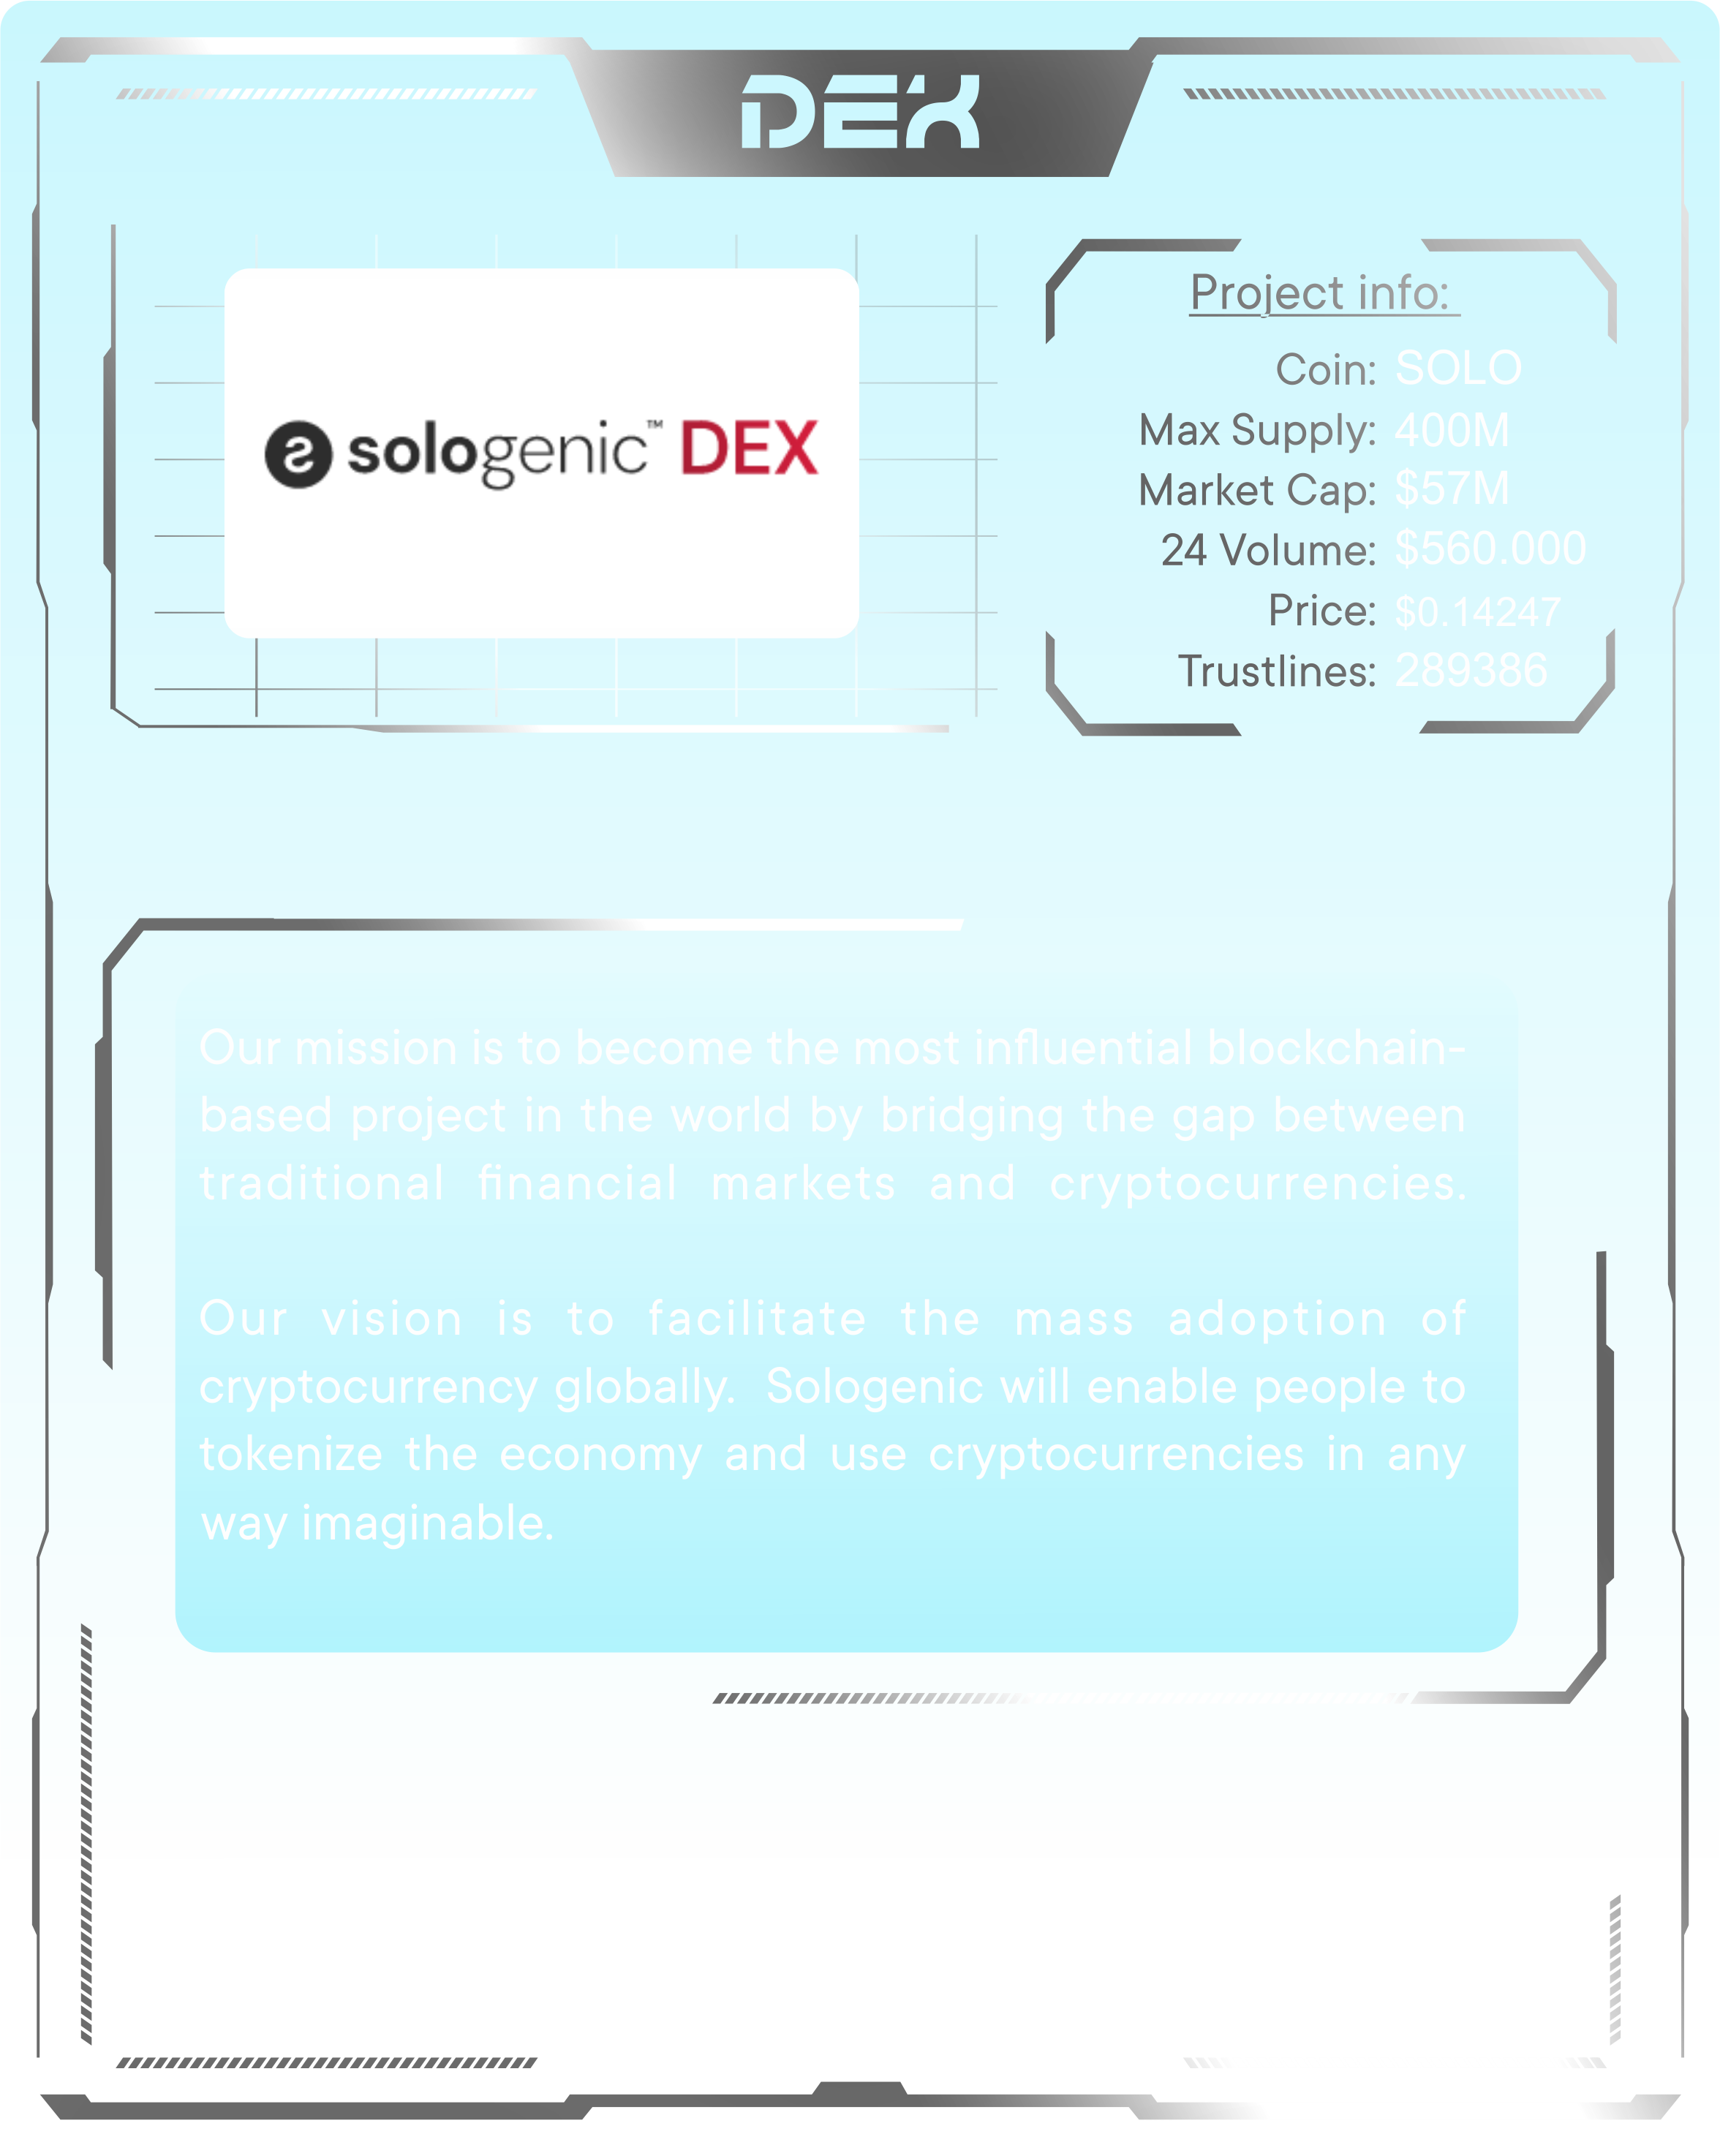 DEX
sologenic™ DEX
Project info:
Coin: SOLO
Max Supply: 400M
Market Cap: $57M
24 Volume: $560.000
Price: $0.14247
Trustlines: 289386
Our mission is to become the most influential blockchain-
based project in the world by bridging the gap between
traditional financial markets and cryptocurrencies.
Our vision is to facilitate the mass adoption of
cryptocurrency globally. Sologenic will enable people to
tokenize the economy and use cryptocurrencies in any
way imaginable.